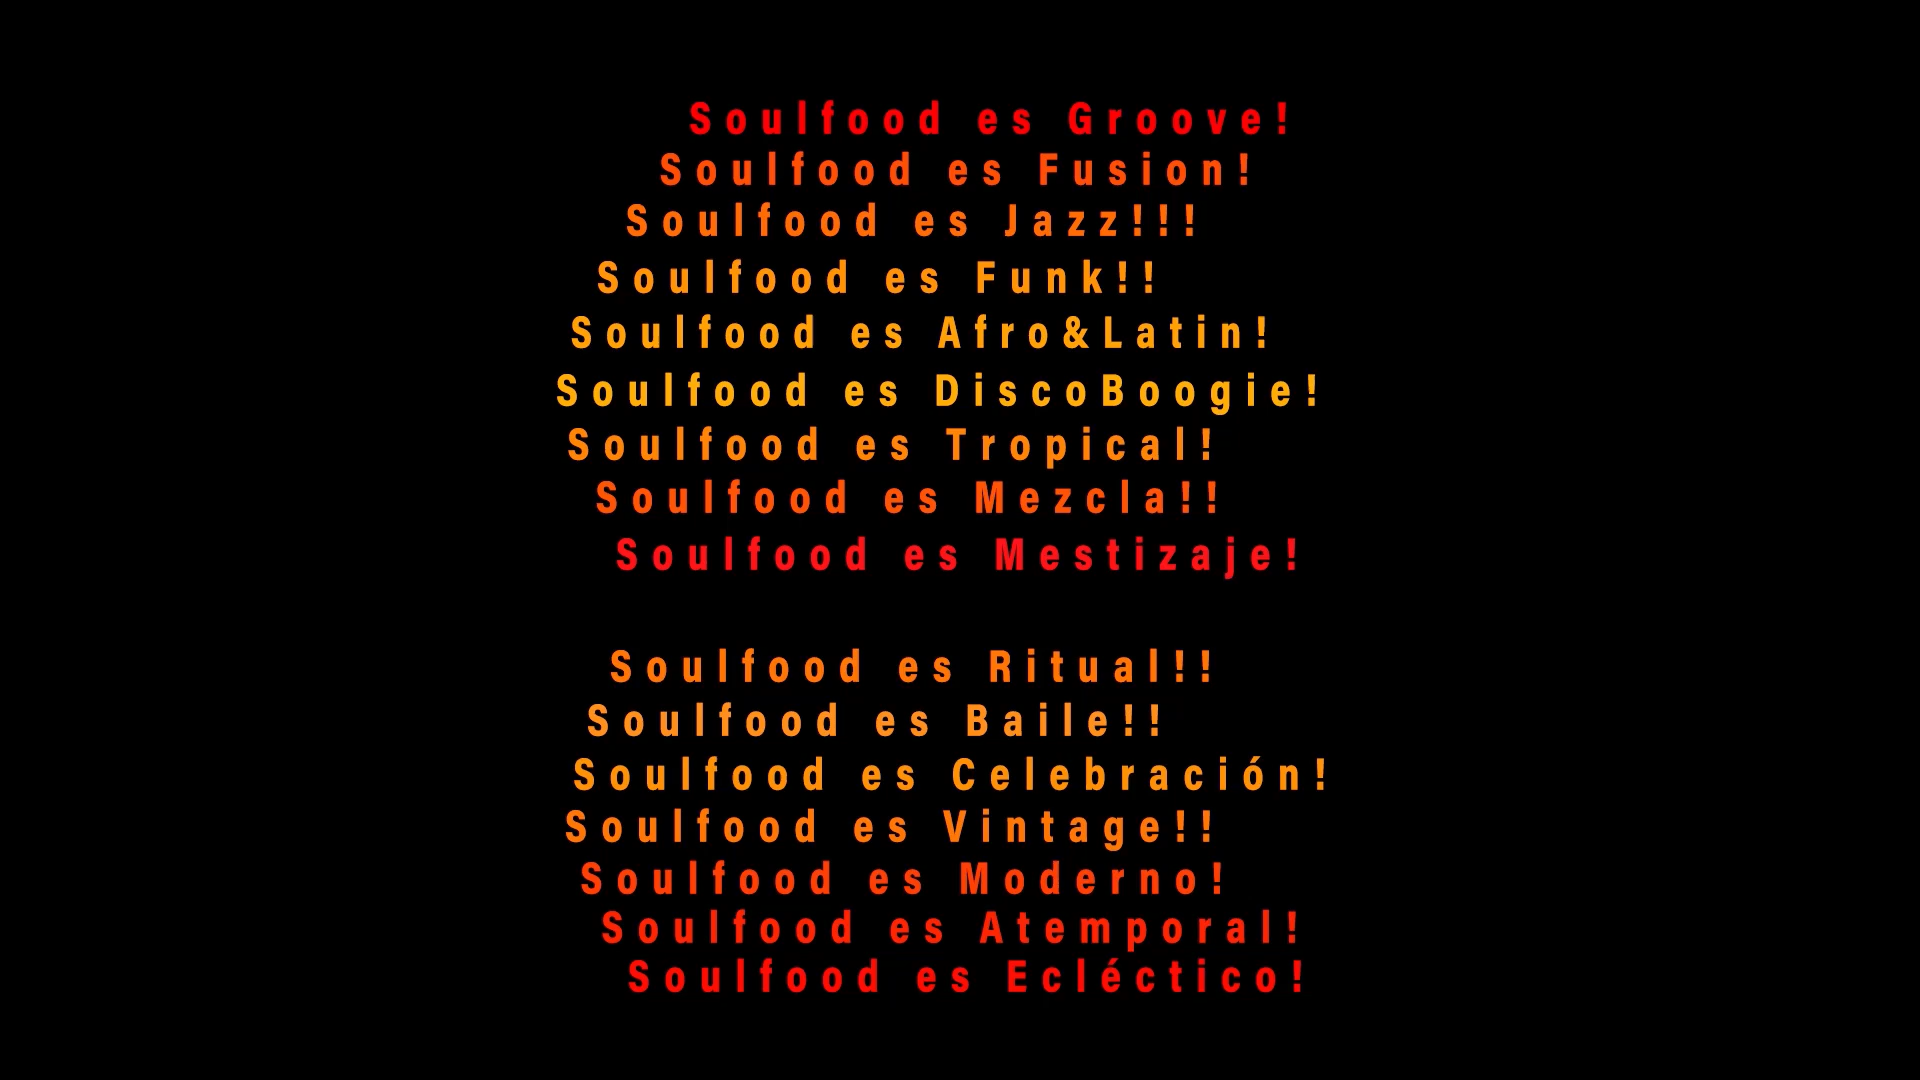 Soulfood es Groove!
Soulfood es Fusion!
Soulfood es Jazz!!!
Soulfood es Funk!!
Soulfood es Afro&Latin!
Soulfood es DiscoBoogie!
Soulfood es Tropical!
Soulfood es Mezcla!!
Soulfood es Mestizaje!
Soulfood es Ritual!!
Soulfood es Baile!!
Soulfood es Celebración!
Soulfood es Vintage!!
Soulfood es Moderno!
Soulfood es Atemporal!
Soulfood es Ecléctico!